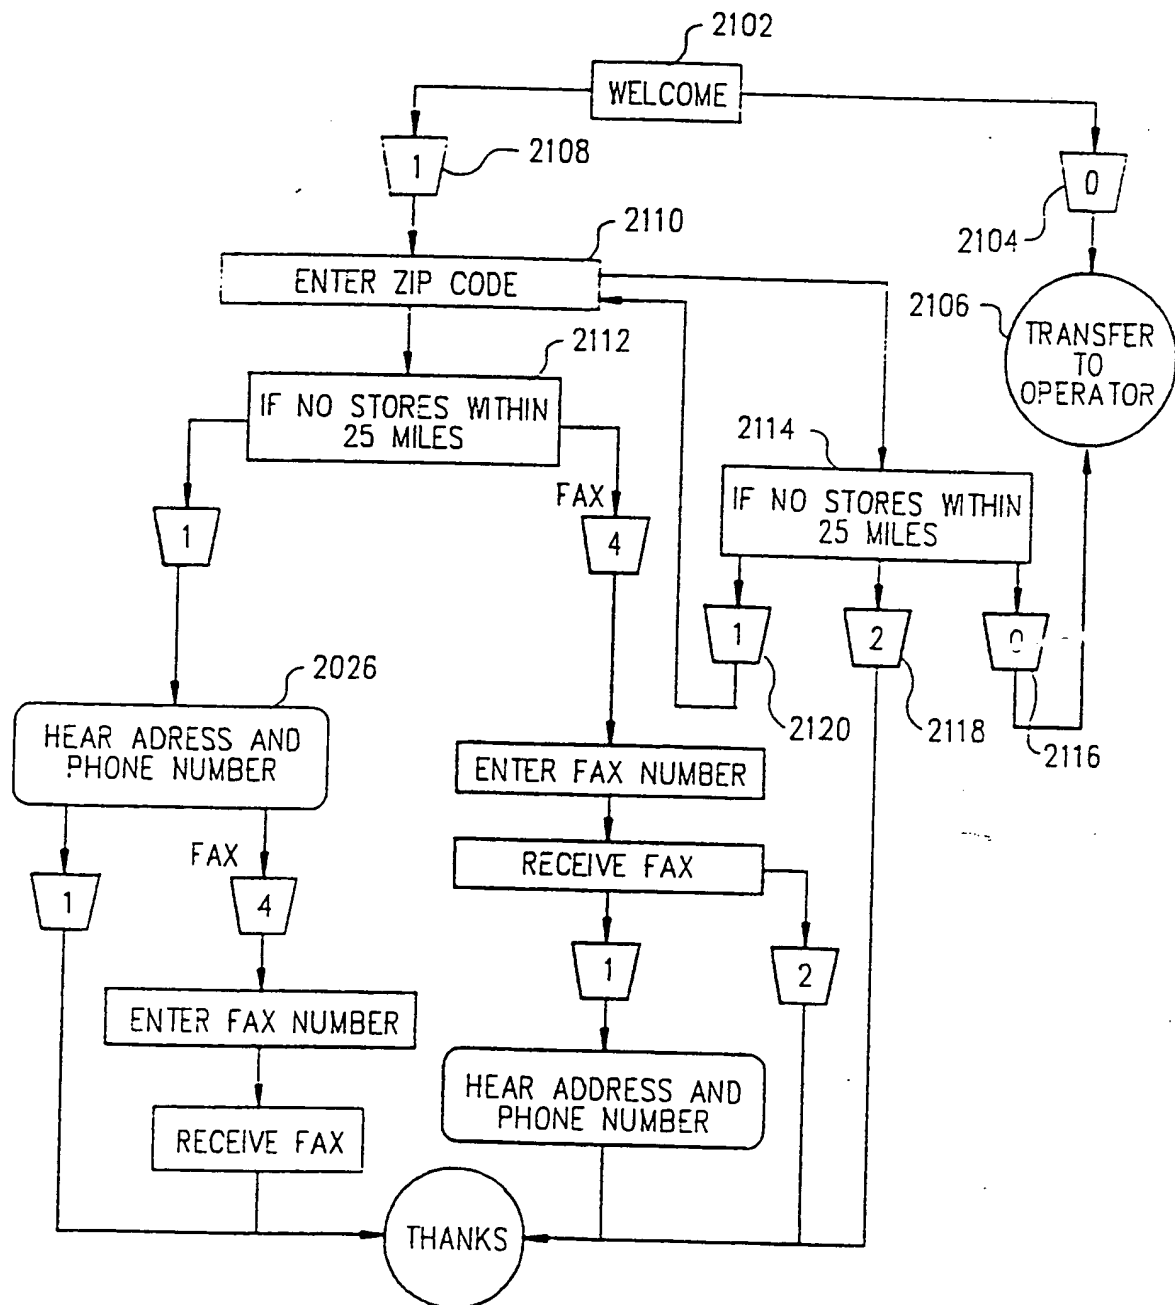 2102
WELCOME
1
2108
0
2104
2110
ENTER ZIP CODE
2106
TRANSFER
TO
OPERATOR
2112
IF NO STORES WITHIN
25 MILES
2114
IF NO STORES WITHIN
25 MILES
1
FAX
4
1
2
0
2120
2118
2116
2026
HEAR ADRESS AND
PHONE NUMBER
ENTER FAX NUMBER
RECEIVE FAX
1
FAX
4
1
2
ENTER FAX NUMBER
HEAR ADDRESS AND
PHONE NUMBER
RECEIVE FAX
THANKS